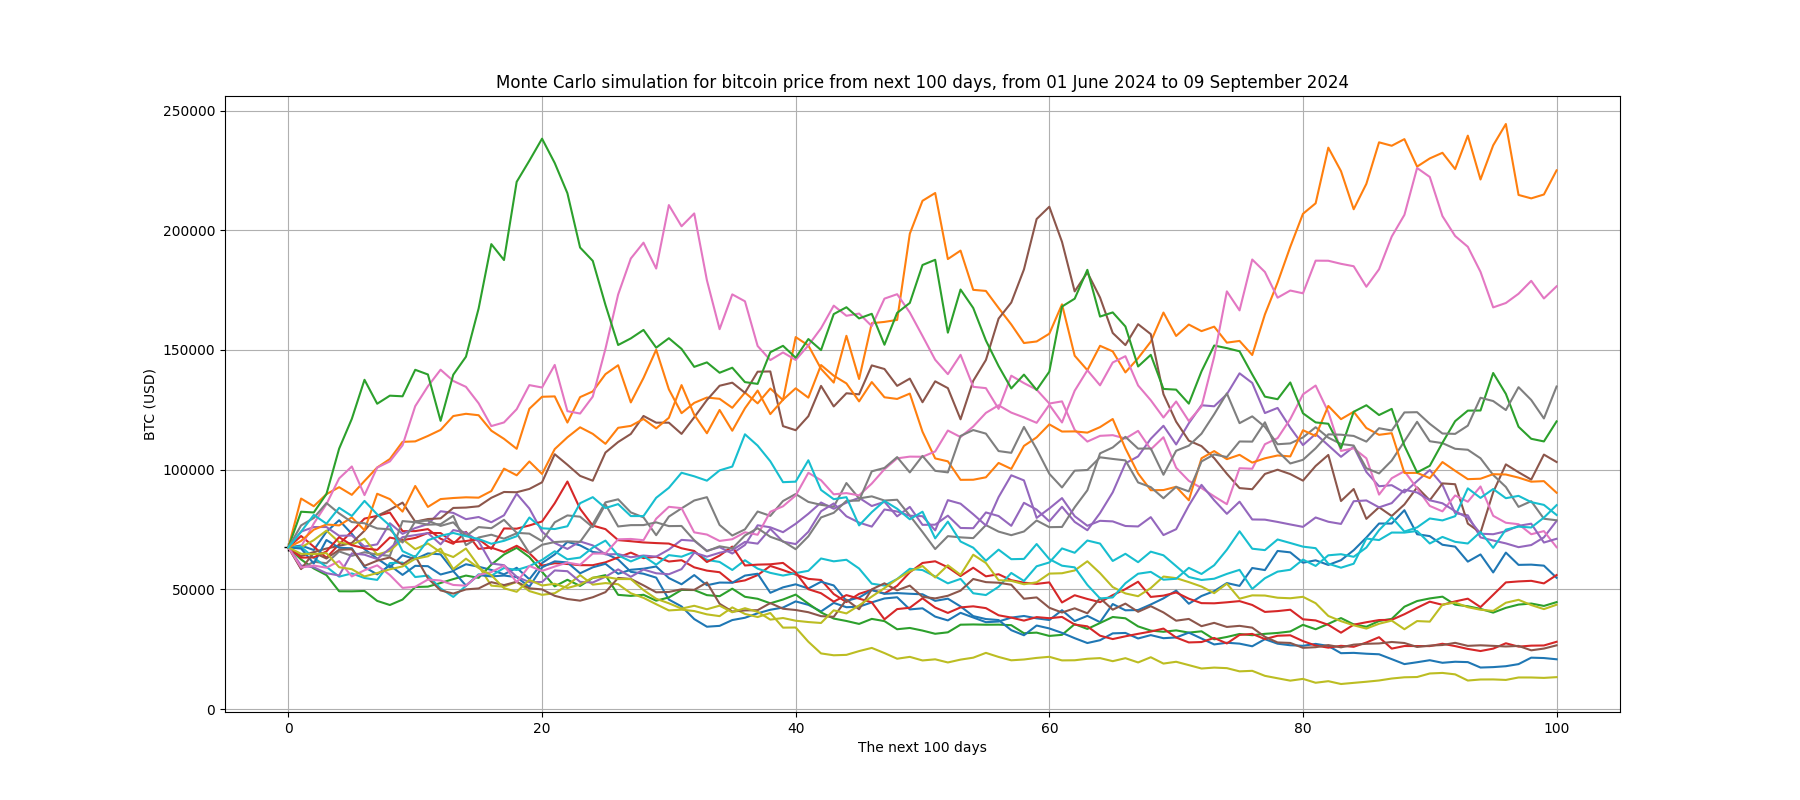 Monte Carlo simulation for bitcoin price from next 100 days, from 01 June 2024 to 09 September 2024
250000
200000
150000
100000
50000
0
BTC (USD)
0 20 40 60 80 100
The next 100 days